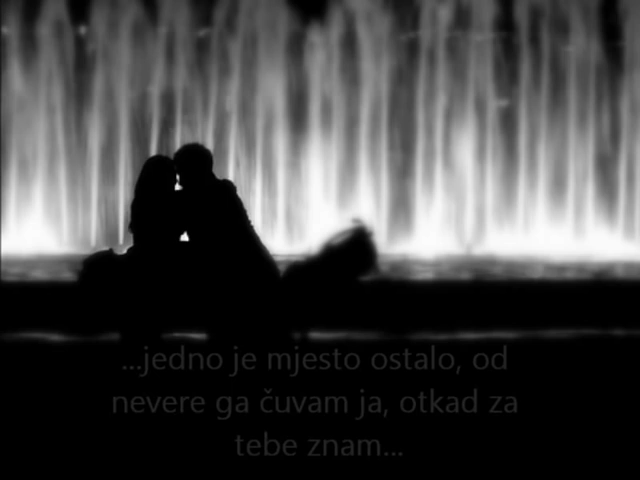 ...jedno je mjesto ostalo, od
nevere ga čuvam ja, otkad za
tebe znam...